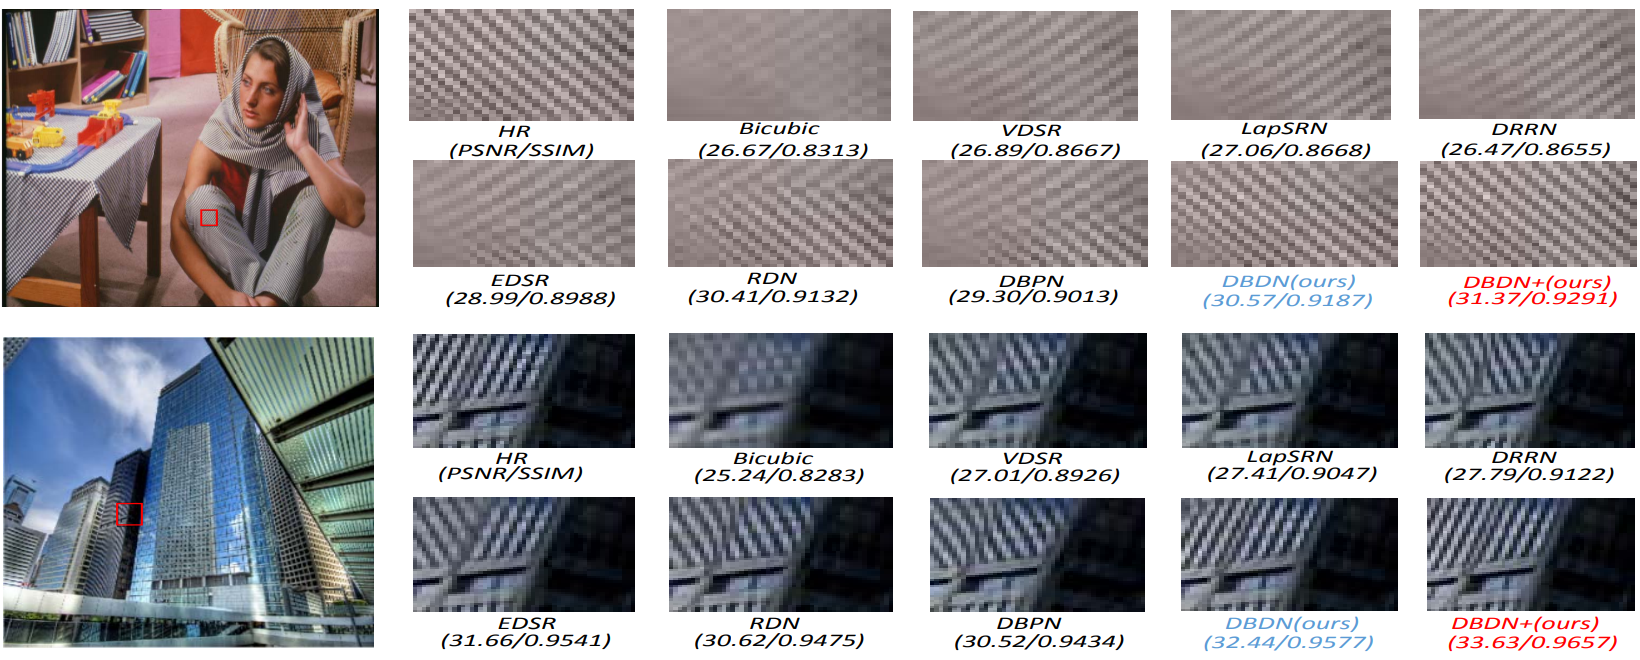 HR
(PSNR/SSIM)
Bicubic
(26.67/0.8313)
VDSR
(26.89/0.8667)
LapSRN
(27.06/0.8668)
DRRN
(26.47/0.8655)
EDSR
(28.99/0.8988)
RDN
(30.41/0.9132)
DBPN
(29.30/0.9013)
DBDN(ours)
(30.57/0.9187)
DBDN+(ours)
(31.37/0.9291)
HR
(PSNR/SSIM)
Bicubic
(25.24/0.8283)
VDSR
(27.01/0.8926)
LapSRN
(27.41/0.9047)
DRRN
(27.79/0.9122)
EDSR
(31.66/0.9541)
RDN
(30.62/0.9475)
DBPN
(30.52/0.9434)
DBDN(ours)
(32.44/0.9577)
DBDN+(ours)
(33.63/0.9657)